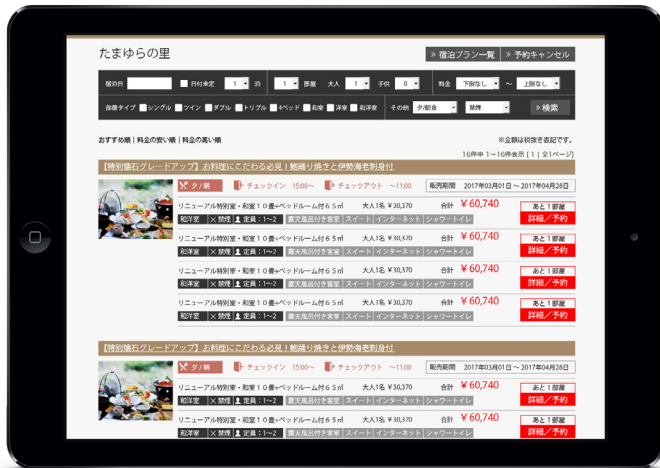 たまゆらの里
≫宿泊プラン一覧 ≫予約キャンセル
宿泊日 日付未定 1 泊 1 部屋 大人 1 子供 0 料金 下限なし ～ 上限なし
部屋タイプ シングル ツイン ダブル トリプル 4ベッド 和室 洋室 和洋室 その他 夕/朝食 禁煙 ≫検索
おすすめ順 | 料金の安い順 | 料金の高い順 ※金額は税抜き表記です。
16件中 1～16件表示 [ 1 | 全1ページ]
【特別懐石グレードアップ】お料理にこだわる必見！鮑踊り焼きと伊勢海老刺身付
夕 / 朝 チェックイン 15:00～ チェックアウト ～11:00 販売期間 2017年03月01日～2017年04月28日
リニューアル特別室・和室１０畳+ベッドルーム付６５㎡ 大人1名 ¥30,370 合計 ¥60,740 あと１部屋
和洋室 禁煙 定員：1～2 露天風呂付き客室 スイート インターネット シャワートイレ 詳細／予約
リニューアル特別室・和室１０畳+ベッドルーム付６５㎡ 大人1名 ¥30,370 合計 ¥60,740 あと１部屋
和洋室 禁煙 定員：1～2 露天風呂付き客室 スイート インターネット シャワートイレ 詳細／予約
リニューアル特別室・和室１０畳+ベッドルーム付６５㎡ 大人1名 ¥30,370 合計 ¥60,740 あと１部屋
和洋室 禁煙 定員：1～2 露天風呂付き客室 スイート インターネット シャワートイレ 詳細／予約
リニューアル特別室・和室１０畳+ベッドルーム付６５㎡ 大人1名 ¥30,370 合計 ¥60,740 あと１部屋
和洋室 禁煙 定員：1～2 露天風呂付き客室 スイート インターネット シャワートイレ 詳細／予約
【特別懐石グレードアップ】お料理にこだわる必見！鮑踊り焼きと伊勢海老刺身付
夕 / 朝 チェックイン 15:00～ チェックアウト ～11:00 販売期間 2017年03月01日～2017年04月28日
リニューアル特別室・和室１０畳+ベッドルーム付６５㎡ 大人1名 ¥30,370 合計 ¥60,740 あと１部屋
和洋室 禁煙 定員：1～2 露天風呂付き客室 スイート インターネット シャワートイレ 詳細／予約
リニューアル特別室・和室１０畳+ベッドルーム付６５㎡ 大人1名 ¥30,370 合計 ¥60,740 あと１部屋
和洋室 禁煙 定員：1～2 露天風呂付き客室 スイート インターネット シャワートイレ 詳細／予約